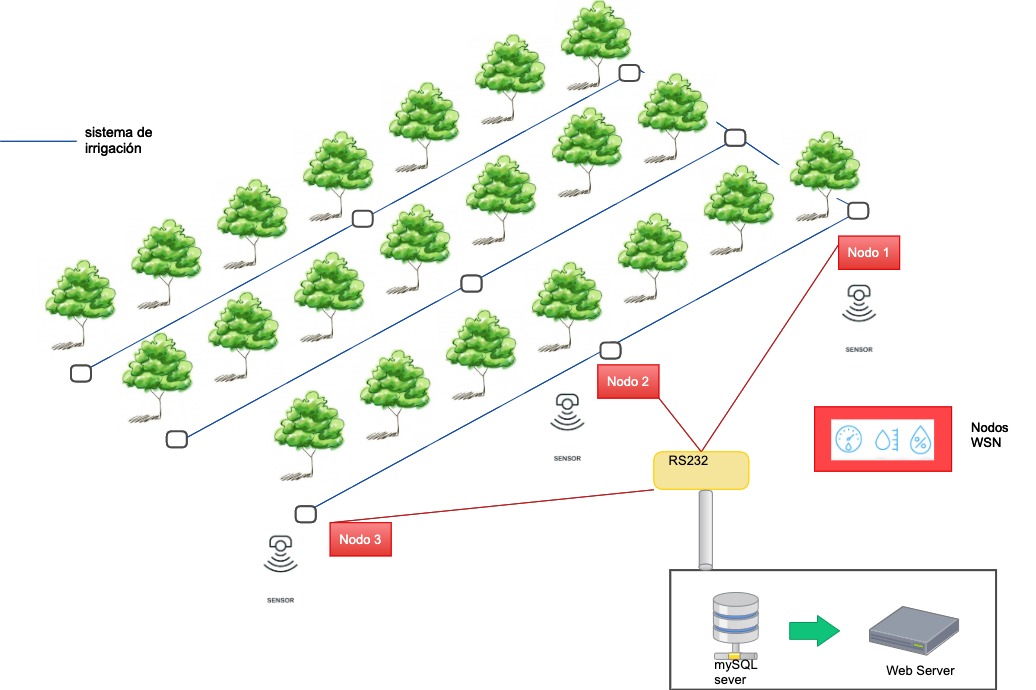 sistema de
irrigación
Nodo 1
SENSOR
Nodo 2
SENSOR
Nodos
WSN
%
RS232
Nodo 3
SENSOR
mySQL
sever
Web Server